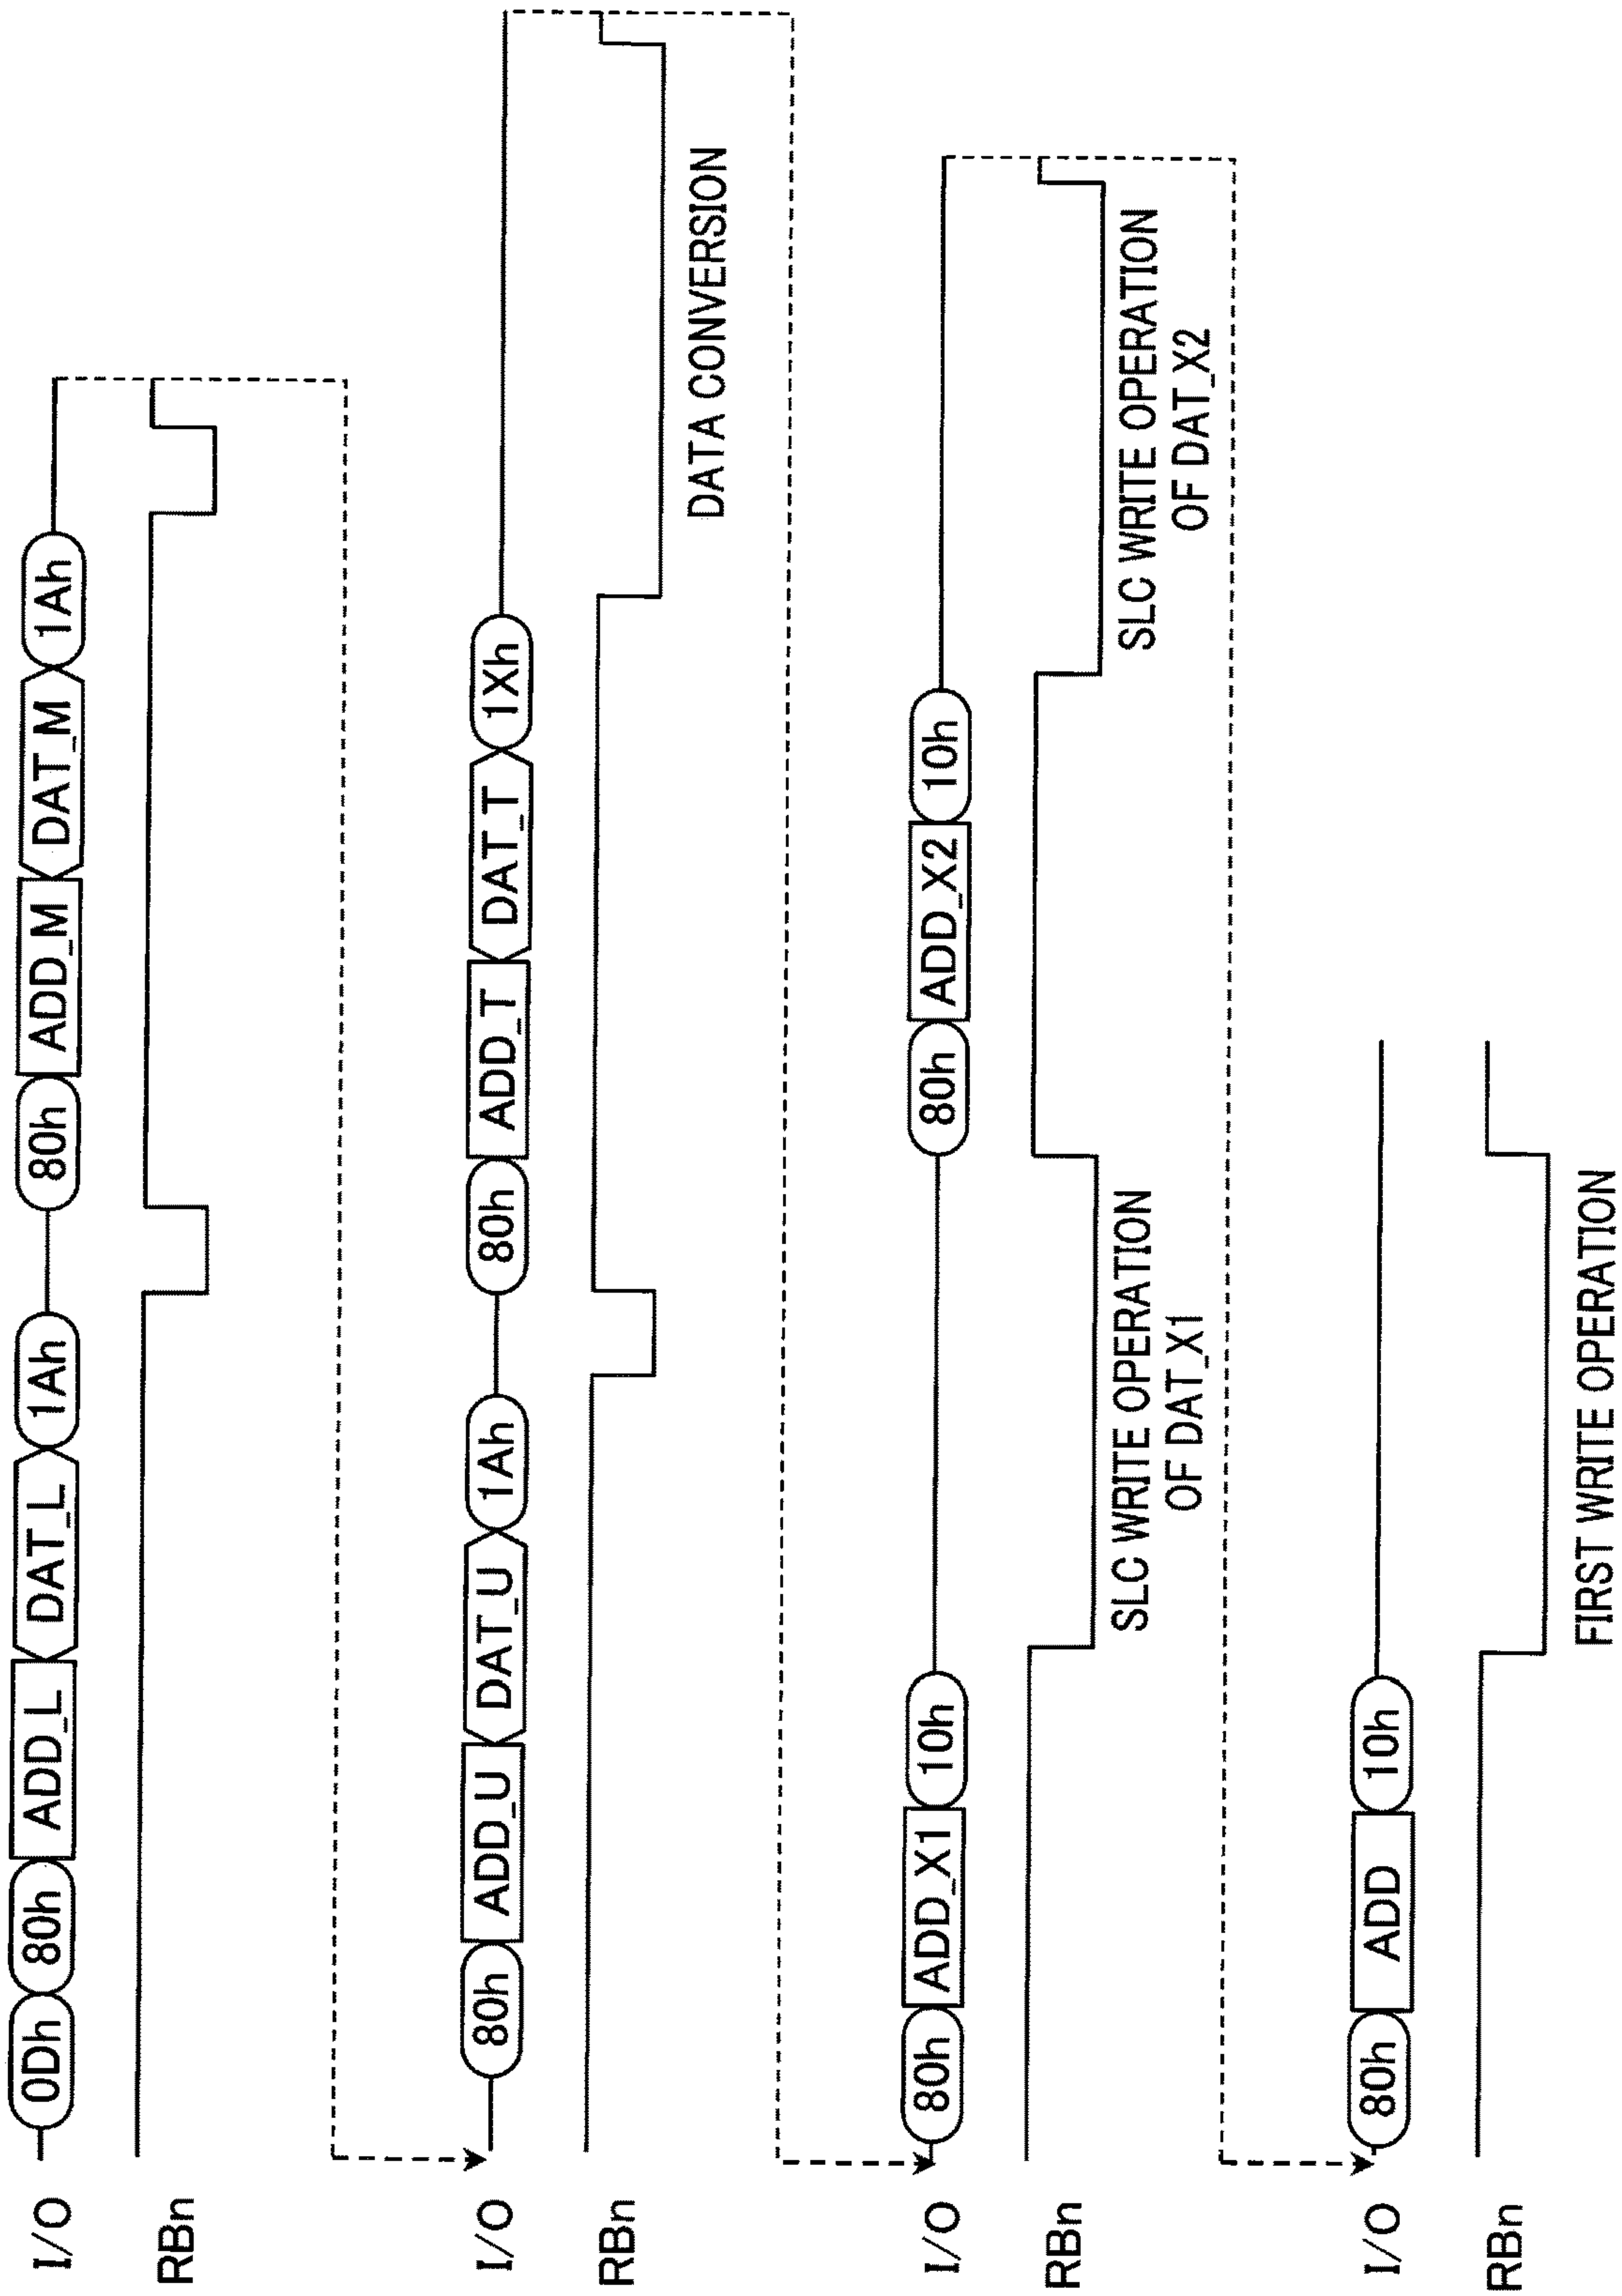 I/O 0Dh 80h ADD_L DAT_L 1Ah 80h ADD_M DAT_M 1Ah
RBn
I/O 80h ADD_U DAT_U 1Ah 80h ADD_T DAT_T 1Xh
RBn
DATA CONVERSION
I/O 80h ADD_X1 10h 80h ADD_X2 10h
RBn
SLC WRITE OPERATION
OF DAT_X1
SLC WRITE OPERATION
OF DAT_X2
I/O 80h ADD 10h
RBn
FIRST WRITE OPERATION